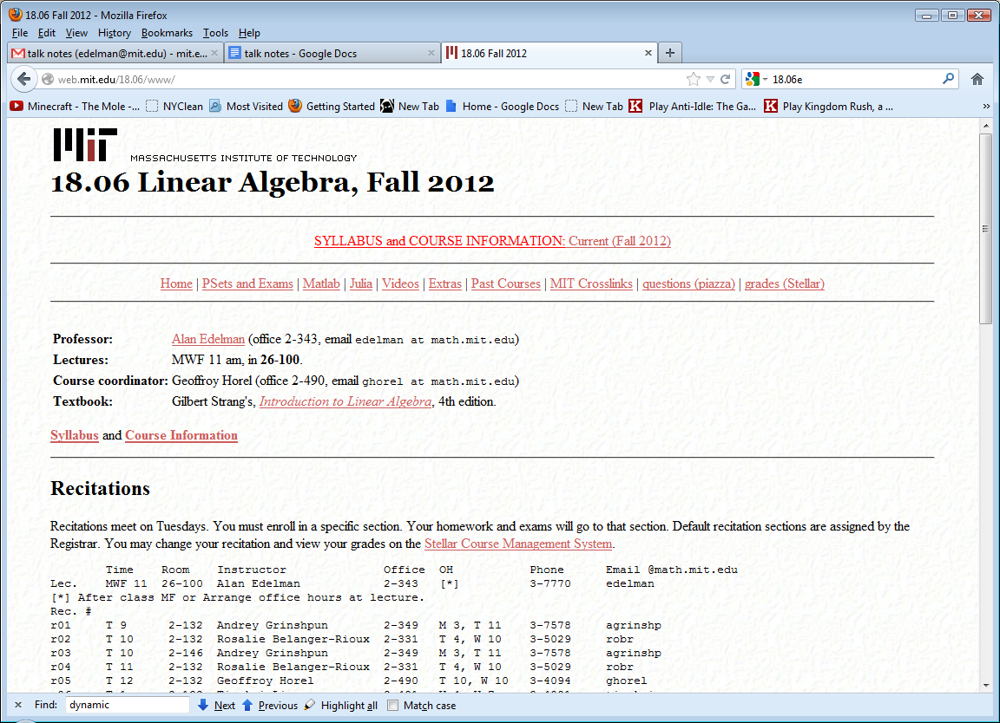 18.06 Fall 2012 - Mozilla Firefox
File Edit View History Bookmarks Tools Help
talk notes (edelman@mit.edu) - mit.e... talk notes - Google Docs 18.06 Fall 2012
web.mit.edu/18.06/www/ 18.06e
Minecraft - The Mole -... NYClean Most Visited Getting Started New Tab Home - Google Docs New Tab Play Anti-Idle: The Ga... Play Kingdom Rush, a ... »
MIT MASSACHUSETTS INSTITUTE OF TECHNOLOGY
18.06 Linear Algebra, Fall 2012
SYLLABUS and COURSE INFORMATION: Current (Fall 2012)
Home | PSets and Exams | Matlab | Julia | Videos | Extras | Past Courses | MIT Crosslinks | questions (piazza) | grades (Stellar)
Professor: Alan Edelman (office 2-343, email edelman at math.mit.edu)
Lectures: MWF 11 am, in 26-100.
Course coordinator: Geoffroy Horel (office 2-490, email ghorel at math.mit.edu)
Textbook: Gilbert Strang's, Introduction to Linear Algebra, 4th edition.
Syllabus and Course Information
Recitations
Recitations meet on Tuesdays. You must enroll in a specific section. Your homework and exams will go to that section. Default recitation sections are assigned by the
Registrar. You may change your recitation and view your grades on the Stellar Course Management System.
Time Room Instructor Office OH Phone Email @math.mit.edu
Lec. MWF 11 26-100 Alan Edelman 2-343 [*] 3-7770 edelman
[*] After class MF or Arrange office hours at lecture.
Rec. #
r01 T 9 2-132 Andrey Grinshpun 2-349 M 3, T 11 3-7578 agrinshp
r02 T 10 2-132 Rosalie Belanger-Rioux 2-331 T 4, W 10 3-5029 robr
r03 T 10 2-146 Andrey Grinshpun 2-349 M 3, T 11 3-7578 agrinshp
r04 T 11 2-132 Rosalie Belanger-Rioux 2-331 T 4, W 10 3-5029 robr
r05 T 12 2-132 Geoffroy Horel 2-490 T 10, W 10 3-4094 ghorel
Find: dynamic Next Previous Highlight all Match case